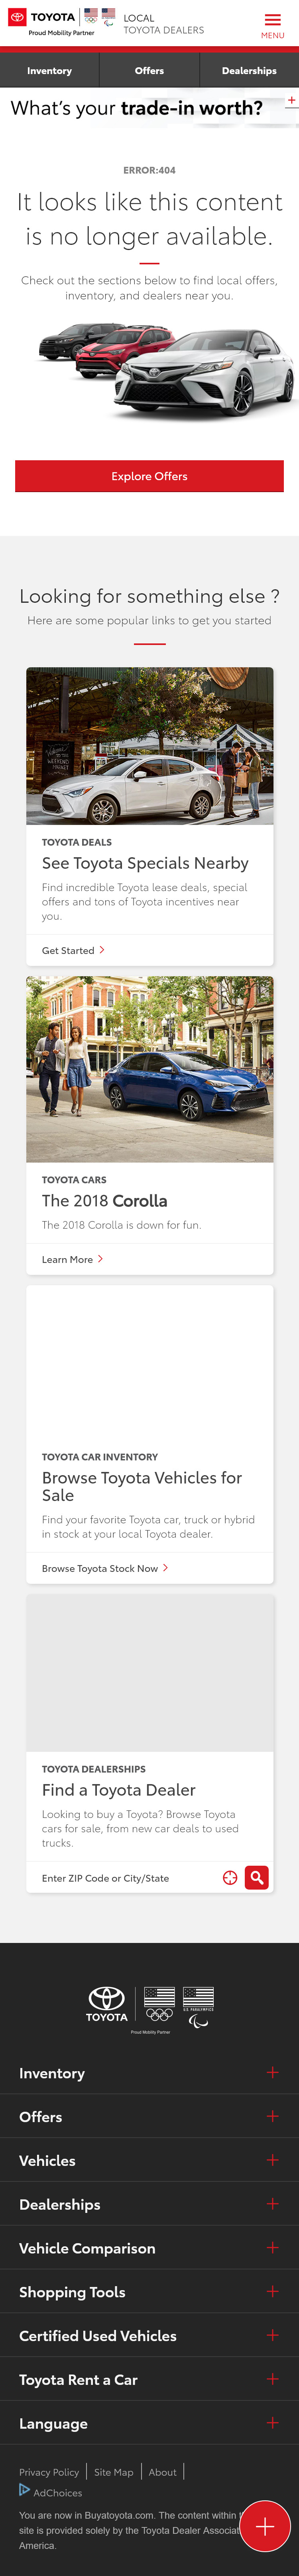 TOYOTA
Proud Mobility Partner
LOCAL
TOYOTA DEALERS
MENU
Inventory
Offers
Dealerships
What's your trade-in worth?
ERROR:404
It looks like this content
is no longer available.
Check out the sections below to find local offers,
inventory, and dealers near you.
Explore Offers
Looking for something else ?
Here are some popular links to get you started
TOYOTA DEALS
See Toyota Specials Nearby
Find incredible Toyota lease deals, special
offers and tons of Toyota incentives near
you.
Get Started
TOYOTA CARS
The 2018 Corolla
The 2018 Corolla is down for fun.
Learn More
TOYOTA CAR INVENTORY
Browse Toyota Vehicles for
Sale
Find your favorite Toyota car, truck or hybrid
in stock at your local Toyota dealer.
Browse Toyota Stock Now
TOYOTA DEALERSHIPS
Find a Toyota Dealer
Looking to buy a Toyota? Browse Toyota
cars for sale, from new car deals to used
trucks.
Enter ZIP Code or City/State
TOYOTA
U.S. PARALYMPICS
Proud Mobility Partner
Inventory
Offers
Vehicles
Dealerships
Vehicle Comparison
Shopping Tools
Certified Used Vehicles
Toyota Rent a Car
Language
Privacy Policy
Site Map
About
AdChoices
You are now in Buyatoyota.com. The content within
site is provided solely by the Toyota Dealer Associat
America.